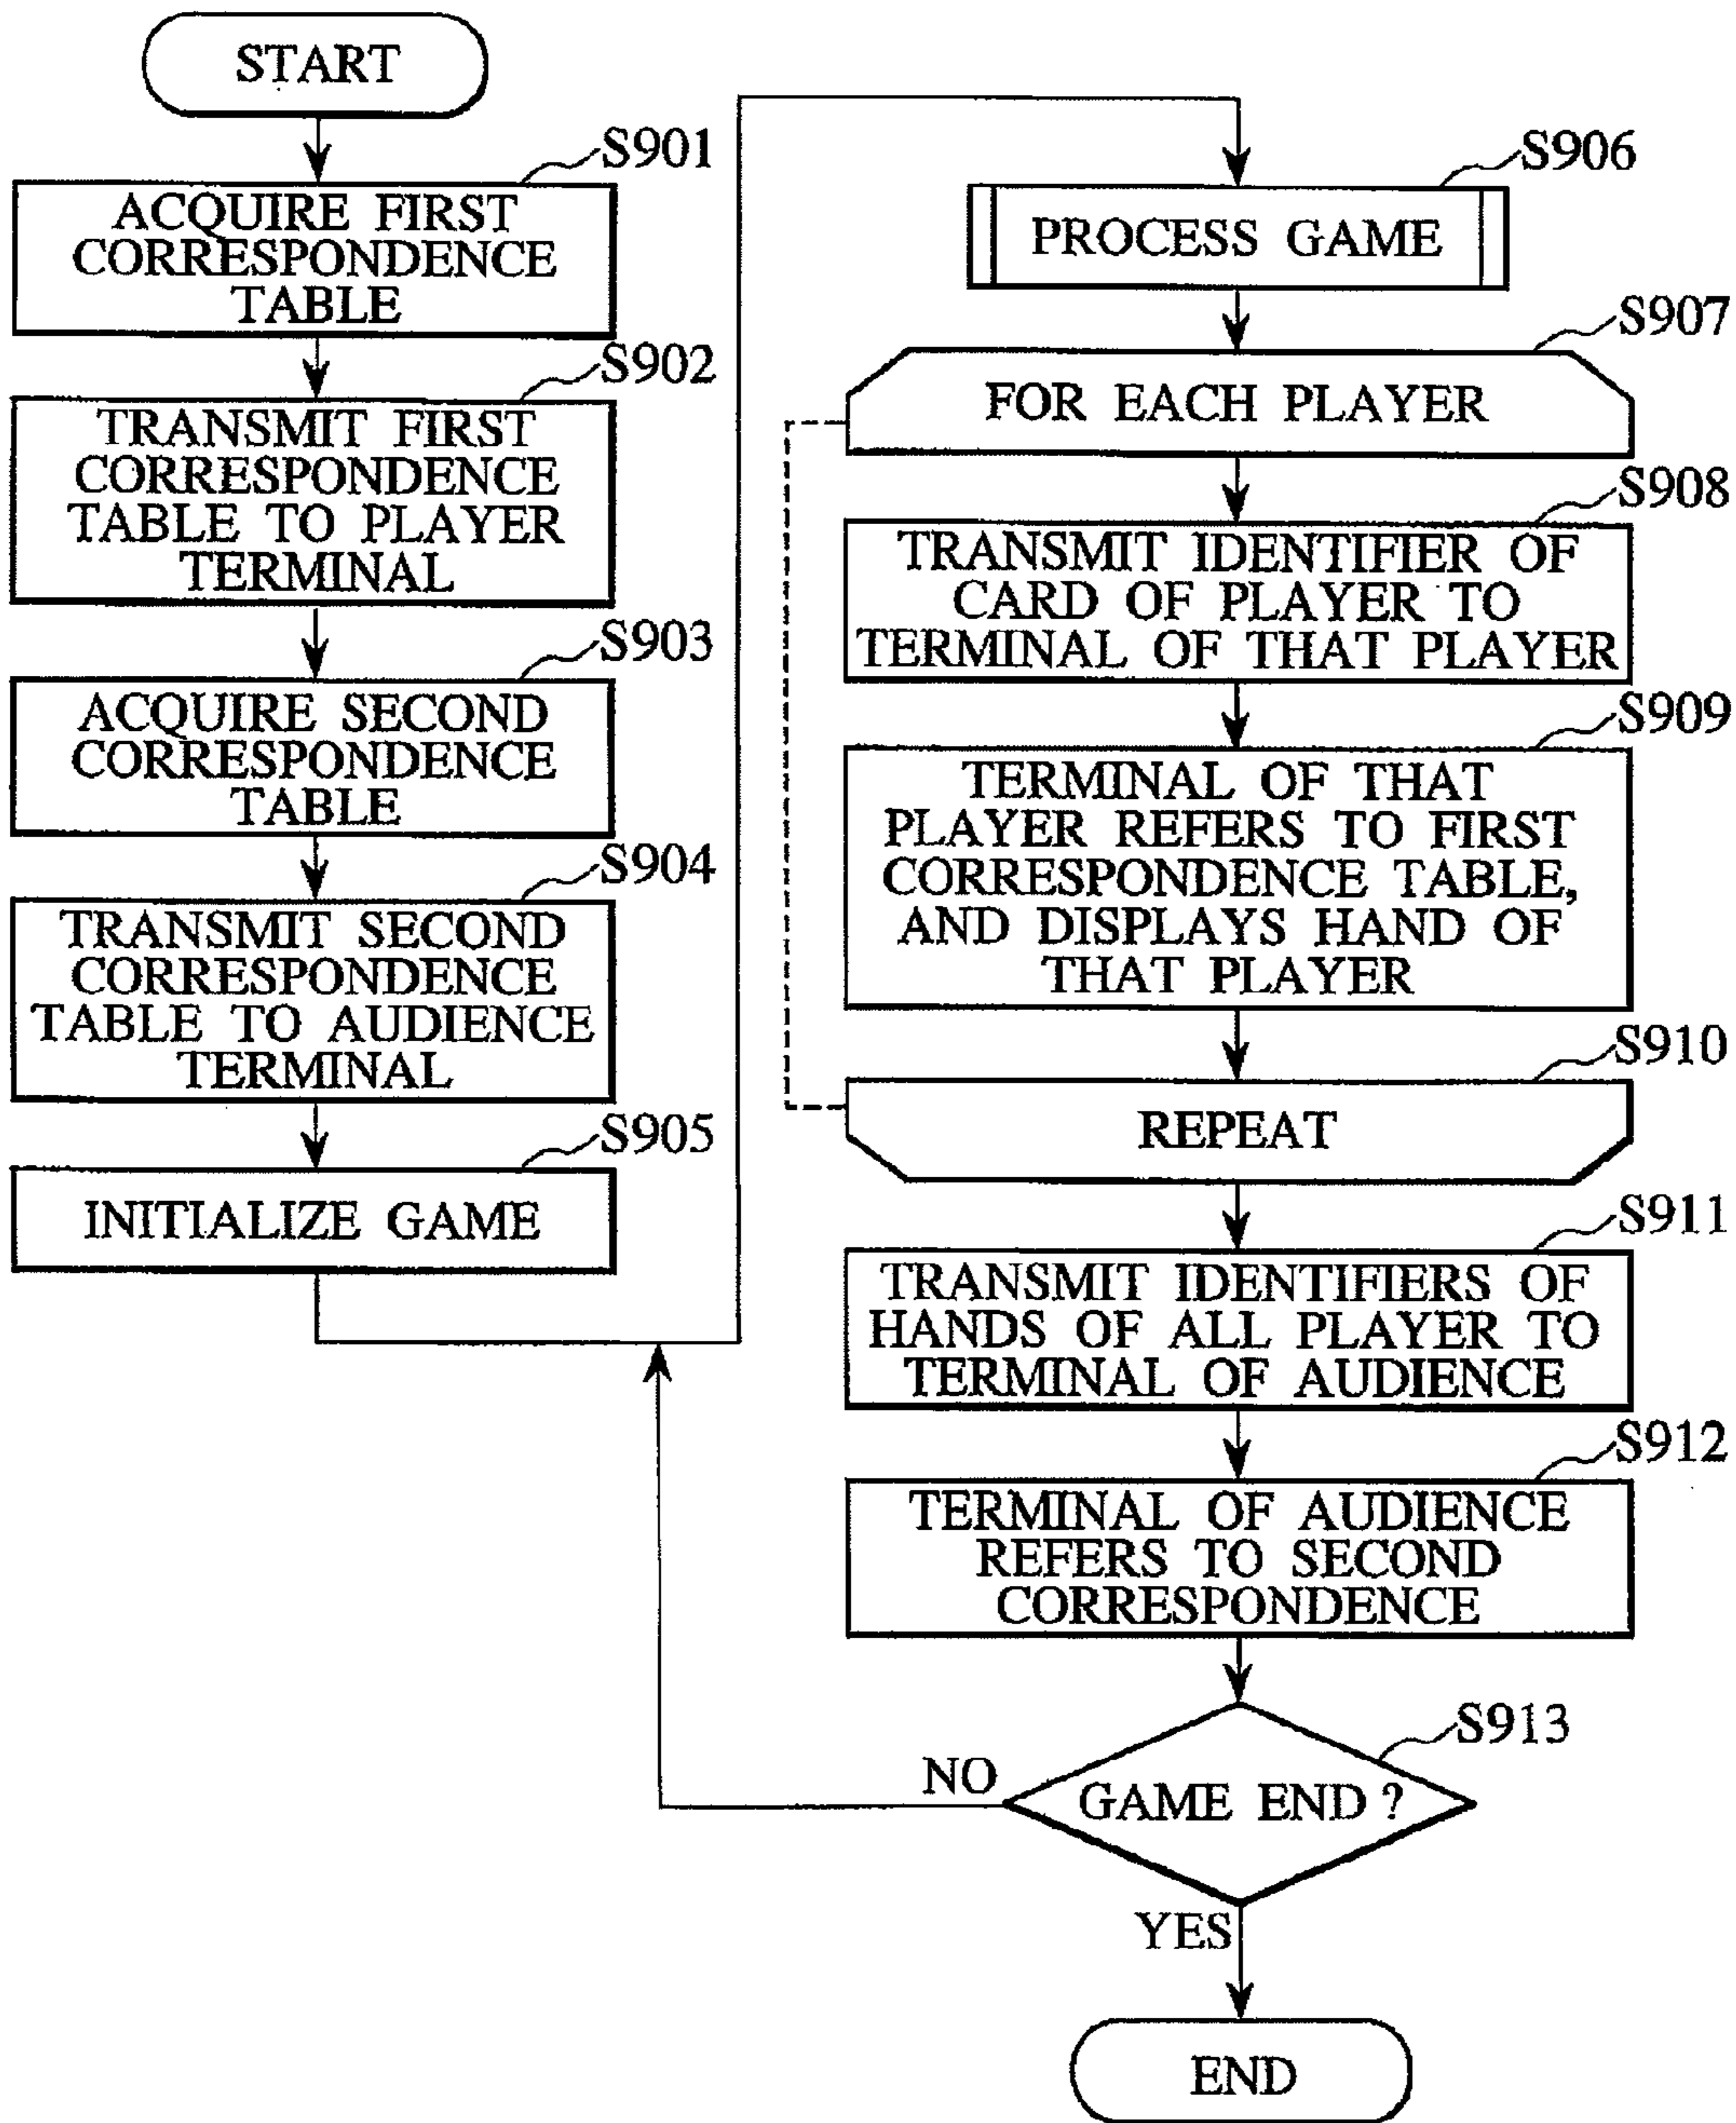 START
S901
ACQUIRE FIRST
CORRESPONDENCE
TABLE
S902
TRANSMIT FIRST
CORRESPONDENCE
TABLE TO PLAYER
TERMINAL
S903
ACQUIRE SECOND
CORRESPONDENCE
TABLE
S904
TRANSMIT SECOND
CORRESPONDENCE
TABLE TO AUDIENCE
TERMINAL
S905
INITIALIZE GAME
S906
PROCESS GAME
S907
FOR EACH PLAYER
S908
TRANSMIT IDENTIFIER OF
CARD OF PLAYER TO
TERMINAL OF THAT PLAYER
S909
TERMINAL OF THAT
PLAYER REFERS TO FIRST
CORRESPONDENCE TABLE,
AND DISPLAYS HAND OF
THAT PLAYER
S910
REPEAT
S911
TRANSMIT IDENTIFIERS OF
HANDS OF ALL PLAYER TO
TERMINAL OF AUDIENCE
S912
TERMINAL OF AUDIENCE
REFERS TO SECOND
CORRESPONDENCE
S913
GAME END ?
NO
YES
END